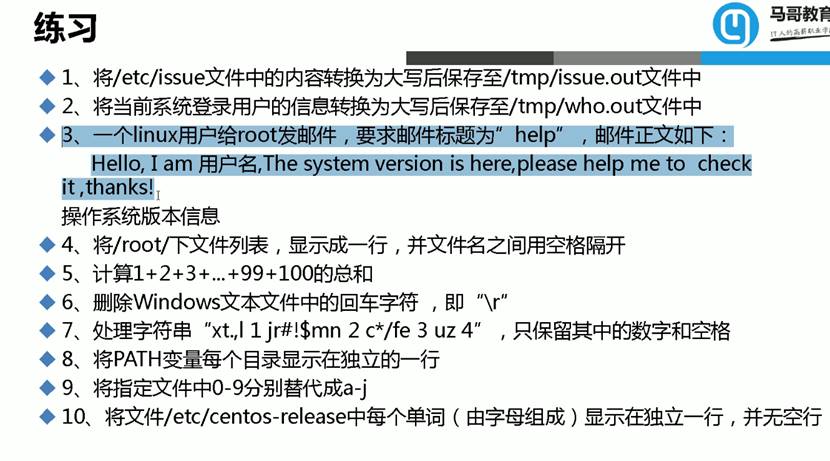 练习
马哥教育
IT人的高薪职业学
1、将/etc/issue文件中的内容转换为大写后保存至/tmp/issue.out文件中
2、将当前系统登录用户的信息转换为大写后保存至/tmp/who.out文件中
3、一个linux用户给root发邮件，要求邮件标题为”help”，邮件正文如下：
Hello, I am 用户名,The system version is here,please help me to check
it ,thanks!
操作系统版本信息
4、将/root/下文件列表，显示成一行，并文件名之间用空格隔开
5、计算1+2+3+...+99+100的总和
6、删除Windows文本文件中的回车字符 ，即“\r”
7、处理字符串“xt.,l 1 jr#!$mn 2 c*/fe 3 uz 4”，只保留其中的数字和空格
8、将PATH变量每个目录显示在独立的一行
9、将指定文件中0-9分别替代成a-j
10、将文件/etc/centos-release中每个单词（由字母组成）显示在独立一行，并无空行